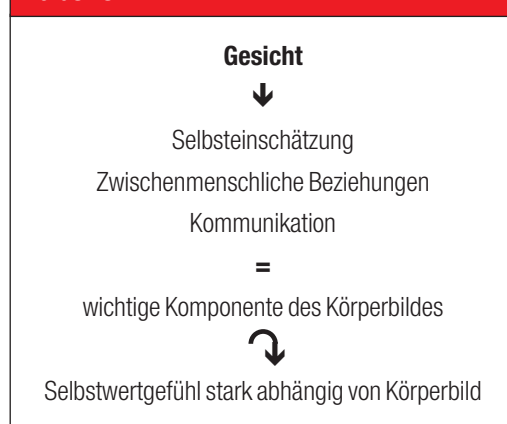 Gesicht
↓
Selbsteinschätzung
Zwischenmenschliche Beziehungen
Kommunikation
=
wichtige Komponente des Körperbildes
Selbstwertgefühl stark abhängig von Körperbild